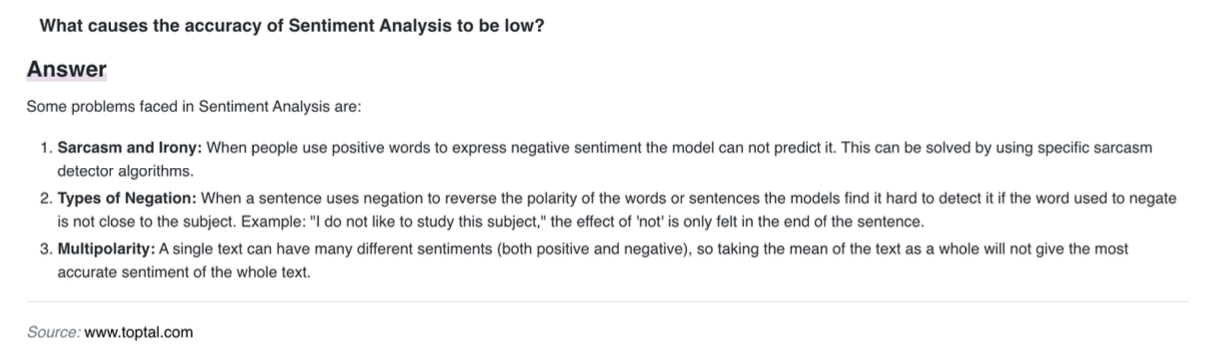 What causes the accuracy of Sentiment Analysis to be low?
Answer
Some problems faced in Sentiment Analysis are:
1. Sarcasm and Irony: When people use positive words to express negative sentiment the model can not predict it. This can be solved by using specific sarcasm
detector algorithms.
2. Types of Negation: When a sentence uses negation to reverse the polarity of the words or sentences the models find it hard to detect it if the word used to negate
is not close to the subject. Example: "I do not like to study this subject," the effect of 'not' is only felt in the end of the sentence.
3. Multipolarity: A single text can have many different sentiments (both positive and negative), so taking the mean of the text as a whole will not give the most
accurate sentiment of the whole text.
Source: www.toptal.com